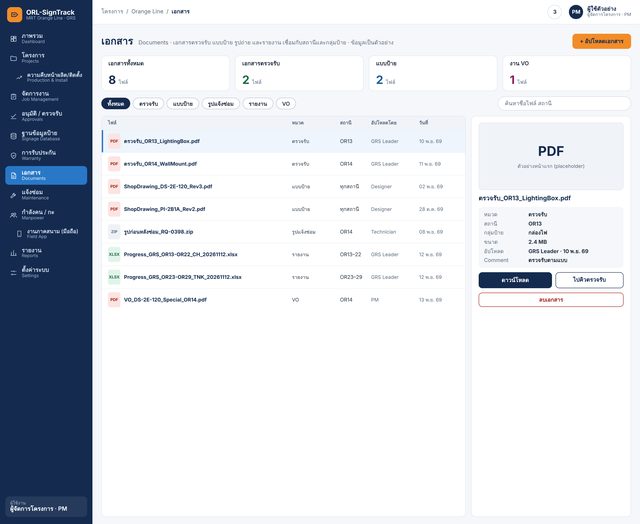 ORL-SignTrack
MRT Orange Line · GRS
ภาพรวม
Dashboard
โครงการ
Projects
ความคืบหน้าผลิต/ติดตั้ง
Production & Install
จัดการงาน
Job Management
อนุมัติ / ตรวจรับ
Approvals
ฐานข้อมูลป้าย
Signage Database
การรับประกัน
Warranty
เอกสาร
Documents
แจ้งซ่อม
Maintenance
กำลังคน / กะ
Manpower
งานภาคสนาม (มือถือ)
Field App
รายงาน
Reports
ตั้งค่าระบบ
Settings
ผู้ใช้งาน
ผู้จัดการโครงการ · PM
โครงการ / Orange Line / เอกสาร
3
PM
ผู้ใช้ตัวอย่าง
ผู้จัดการโครงการ · PM
เอกสาร Documents · เอกสารตรวจรับ แบบป้าย รูปถ่าย และรายงาน เชื่อมกับสถานีและกลุ่มป้าย · ข้อมูลเป็นตัวอย่าง
+ อัปโหลดเอกสาร
เอกสารทั้งหมด
8 ไฟล์
เอกสารตรวจรับ
2 ไฟล์
แบบป้าย
2 ไฟล์
งาน VO
1 ไฟล์
ทั้งหมด ตรวจรับ แบบป้าย รูปแจ้งซ่อม รายงาน VO
ค้นหาชื่อไฟล์ สถานี
ไฟล์ หมวด สถานี อัปโหลดโดย วันที่
PDF ตรวจรับ_OR13_LightingBox.pdf ตรวจรับ OR13 GRS Leader 10 พ.ย. 69
PDF ตรวจรับ_OR14_WallMount.pdf ตรวจรับ OR14 GRS Leader 11 พ.ย. 69
PDF ShopDrawing_DS-2E-120_Rev3.pdf แบบป้าย ทุกสถานี Designer 02 พ.ย. 69
PDF ShopDrawing_PI-2B1A_Rev2.pdf แบบป้าย ทุกสถานี Designer 28 ต.ค. 69
ZIP รูปก่อนหลังซ่อม_RQ-0398.zip รูปแจ้งซ่อม OR14 Technician 08 พ.ย. 69
XLSX Progress_GRS_OR13-OR22_CH_20261112.xlsx รายงาน OR13-22 GRS Leader 12 พ.ย. 69
XLSX Progress_GRS_OR23-OR29_TNK_20261112.xlsx รายงาน OR23-29 GRS Leader 12 พ.ย. 69
PDF VO_DS-2E-120_Special_OR14.pdf VO OR14 PM 13 พ.ย. 69
PDF
ตัวอย่างหน้าแรก (placeholder)
ตรวจรับ_OR13_LightingBox.pdf
หมวด ตรวจรับ
สถานี OR13
กลุ่มป้าย กล่องไฟ
ขนาด 2.4 MB
อัปโหลด GRS Leader · 10 พ.ย. 69
Comment ตรวจรับตามแบบ
ดาวน์โหลด ไปคิวตรวจรับ
ลบเอกสาร